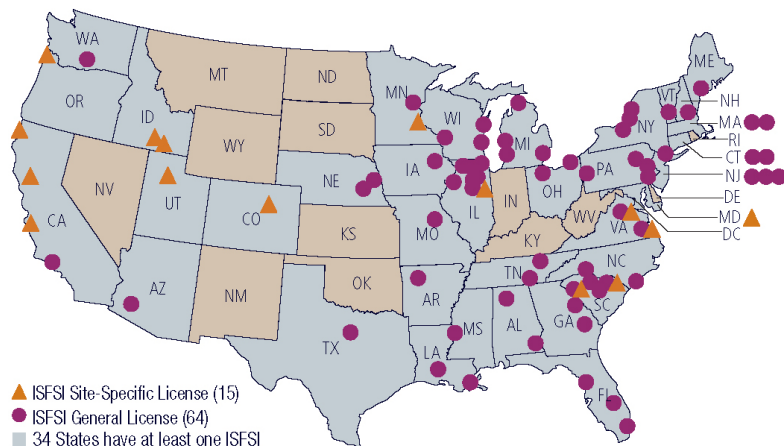 WA
ME
MT
ND
MN
VT
NH
OR
ID
WI
MA
SD
MI
NY
RI
WY
CT
IA
PA
NJ
NE
NV
OH
DE
UT
IL
IN
MD
CO
WV
CA
VA
DC
KS
MO
KY
NC
TN
OK
AZ
NM
AR
SC
MS
AL
GA
TX
LA
FL
ISFSI Site-Specific License (15)
ISFSI General License (64)
34 States have at least one ISFSI